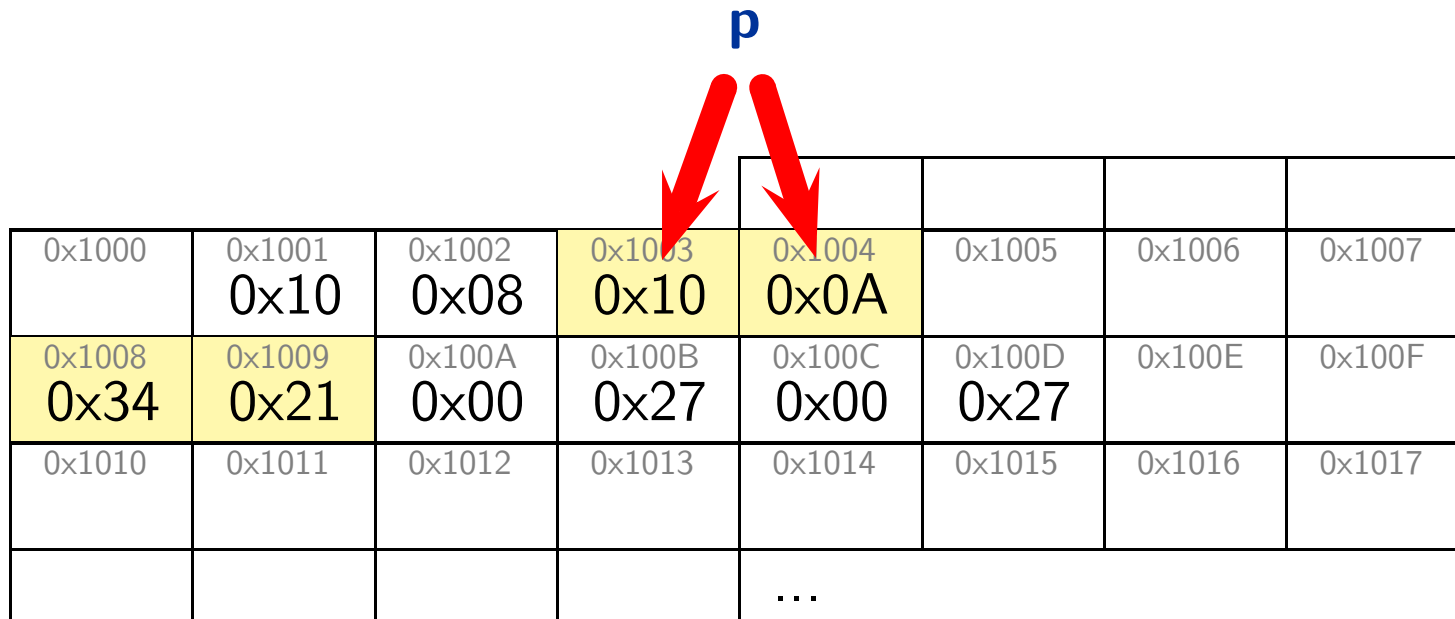 p
0x1000 0x1001 0x1002 0x1003 0x1004 0x1005 0x1006 0x1007
0x10 0x08 0x10 0x0A
0x1008 0x1009 0x100A 0x100B 0x100C 0x100D 0x100E 0x100F
0x34 0x21 0x00 0x27 0x00 0x27
0x1010 0x1011 0x1012 0x1013 0x1014 0x1015 0x1016 0x1017
...